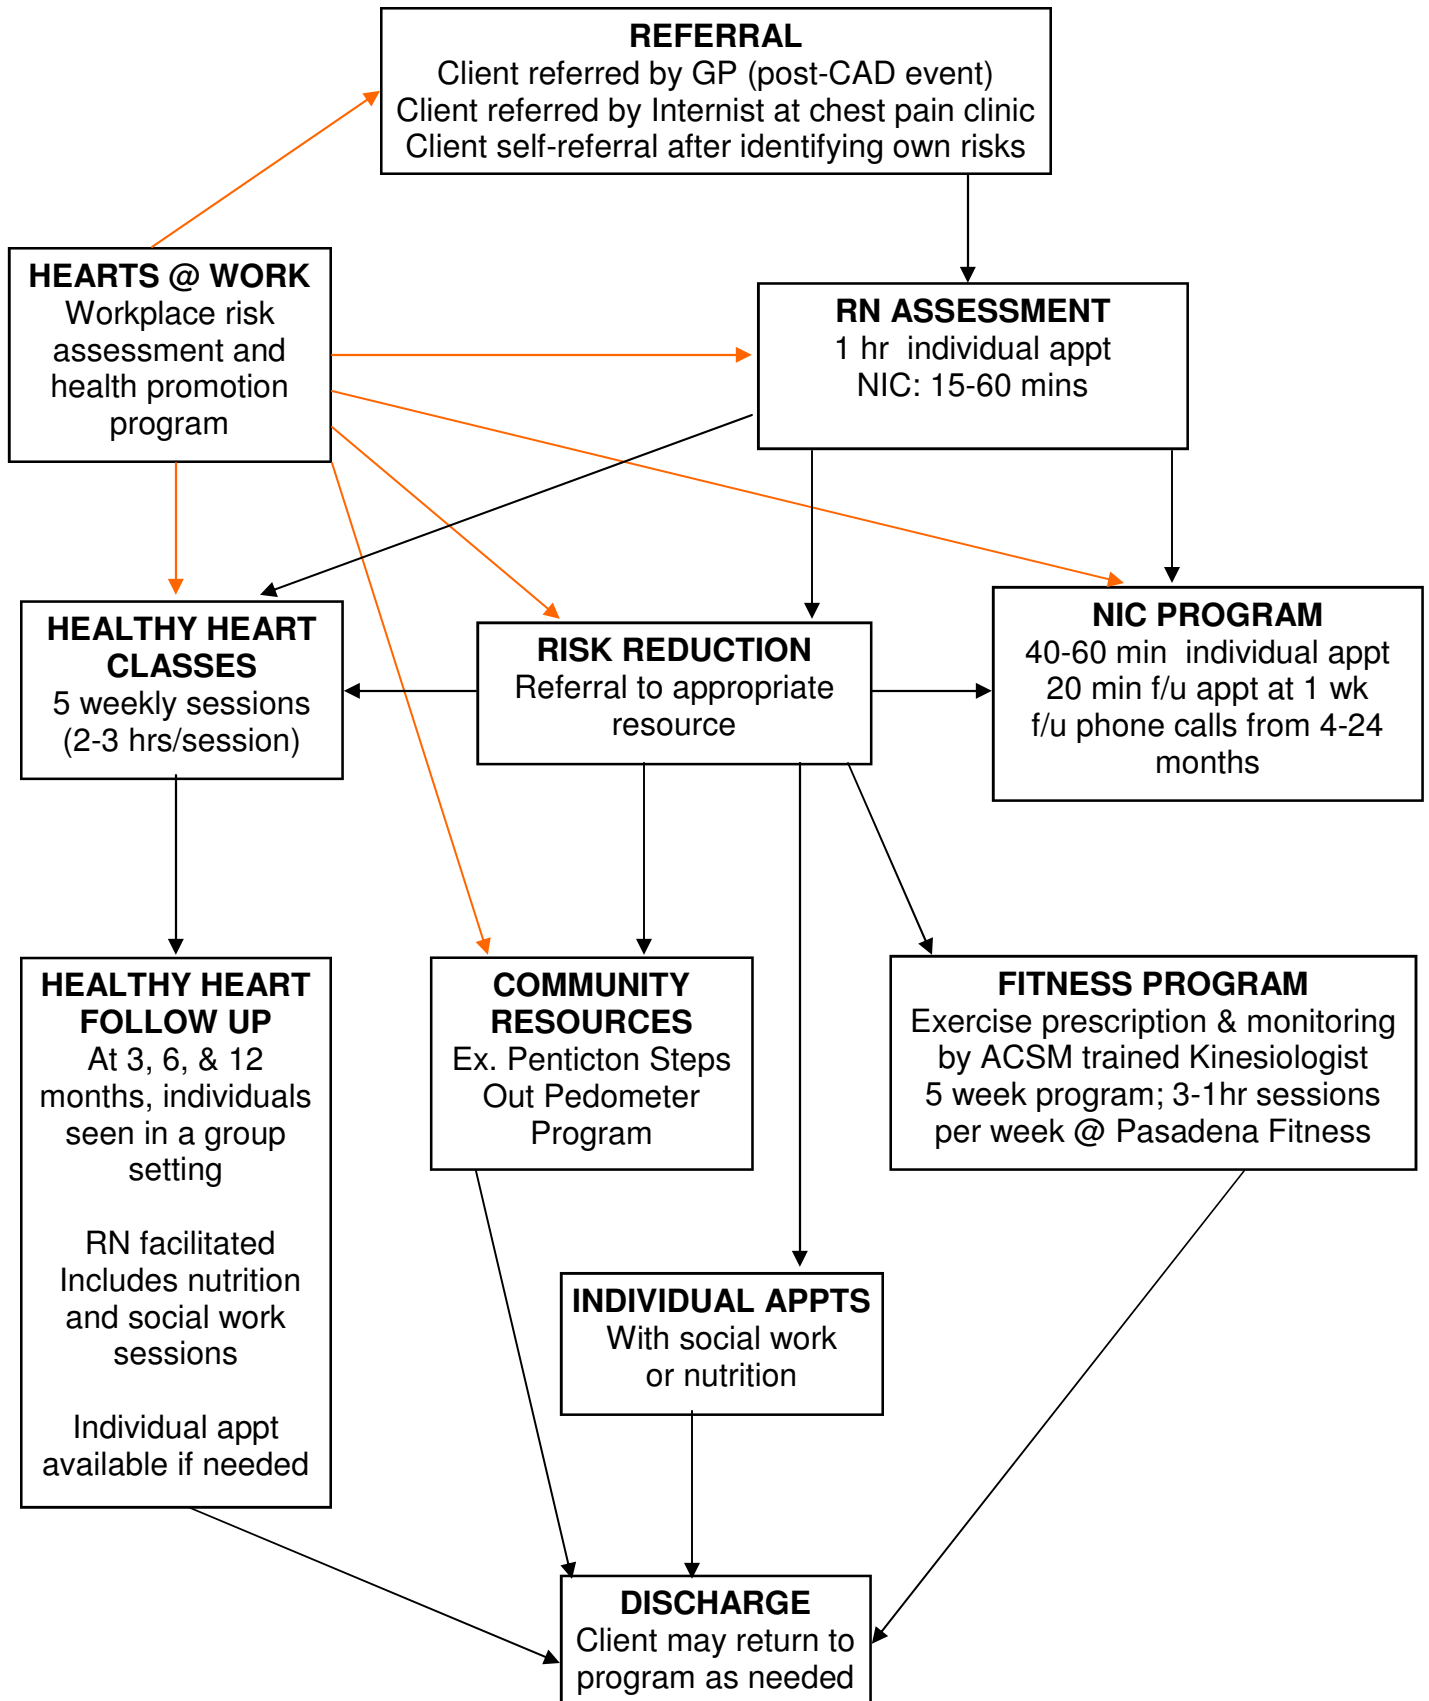 REFERRAL
Client referred by GP (post-CAD event)
Client referred by Internist at chest pain clinic
Client self-referral after identifying own risks
HEARTS @ WORK
Workplace risk
assessment and
health promotion
program
RN ASSESSMENT
1 hr individual appt
NIC: 15-60 mins
HEALTHY HEART
CLASSES
5 weekly sessions
(2-3 hrs/session)
RISK REDUCTION
Referral to appropriate
resource
NIC PROGRAM
40-60 min individual appt
20 min f/u appt at 1 wk
f/u phone calls from 4-24
months
HEALTHY HEART
FOLLOW UP
At 3, 6, & 12
months, individuals
seen in a group
setting
RN facilitated
Includes nutrition
and social work
sessions
Individual appt
available if needed
COMMUNITY
RESOURCES
Ex. Penticton Steps
Out Pedometer
Program
FITNESS PROGRAM
Exercise prescription & monitoring
by ACSM trained Kinesiologist
5 week program; 3-1hr sessions
per week @ Pasadena Fitness
INDIVIDUAL APPTS
With social work
or nutrition
DISCHARGE
Client may return to
program as needed